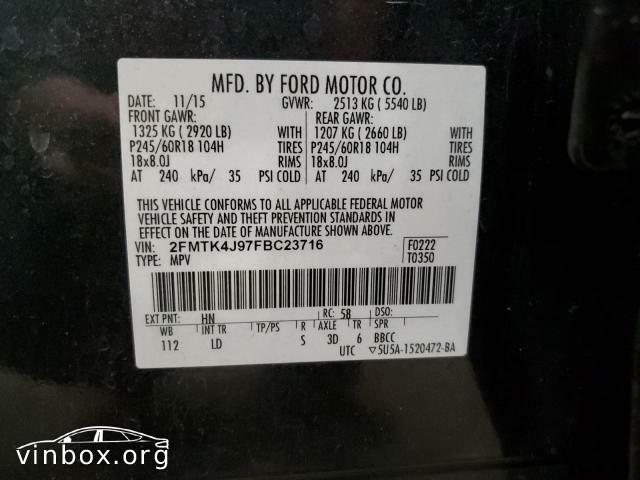 MFD. BY FORD MOTOR CO.
DATE: 11/15 GVWR: 2513 KG ( 5540 LB)
FRONT GAWR: REAR GAWR:
1325 KG ( 2920 LB) WITH 1207 KG ( 2660 LB) WITH
P245/60R18 104H TIRES P245/60R18 104H TIRES
18x8.0J RIMS 18x8.0J RIMS
AT 240 kPa/ 35 PSI COLD AT 240 kPa/ 35 PSI COLD
THIS VEHICLE CONFORMS TO ALL APPLICABLE FEDERAL MOTOR
VEHICLE SAFETY AND THEFT PREVENTION STANDARDS IN
EFFECT ON THE DATE OF MANUFACTURE SHOWN ABOVE.
VIN: 2FMTK4J97FBC23716 F0222
TYPE: MPV T0350
EXT PNT: HN RC: 58 DSO:
WB INT TR TP/PS R AXLE TR SPR
112 LD S 3D 6 BBCC
UTC ▽5U5A-1520472-BA
vinbox.org